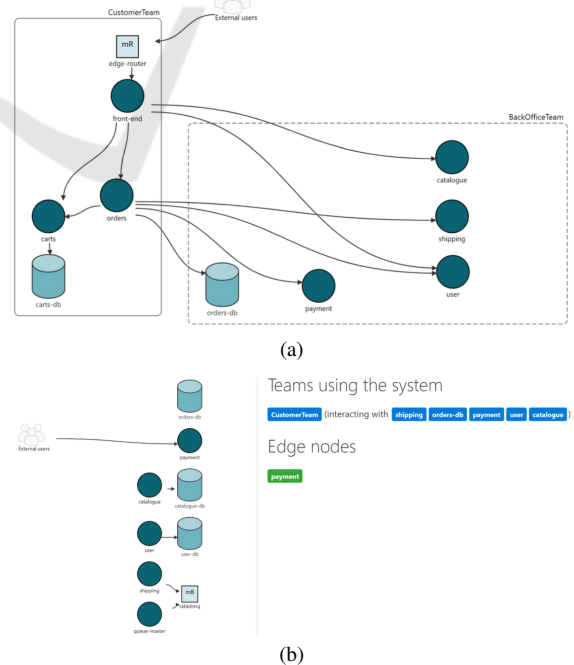 CustomerTeam
External users
mR
edge-router
front-end
BackOfficeTeam
catalogue
carts
orders
shipping
carts-db
orders-db
payment
user
(a)
orders-db
External users
payment
catalogue
catalogue-db
user
user-db
shipping
mB
rabbitmq
queue-master
Teams using the system
CustomerTeam (interacting with shipping orders-db payment user catalogue )
Edge nodes
payment
(b)